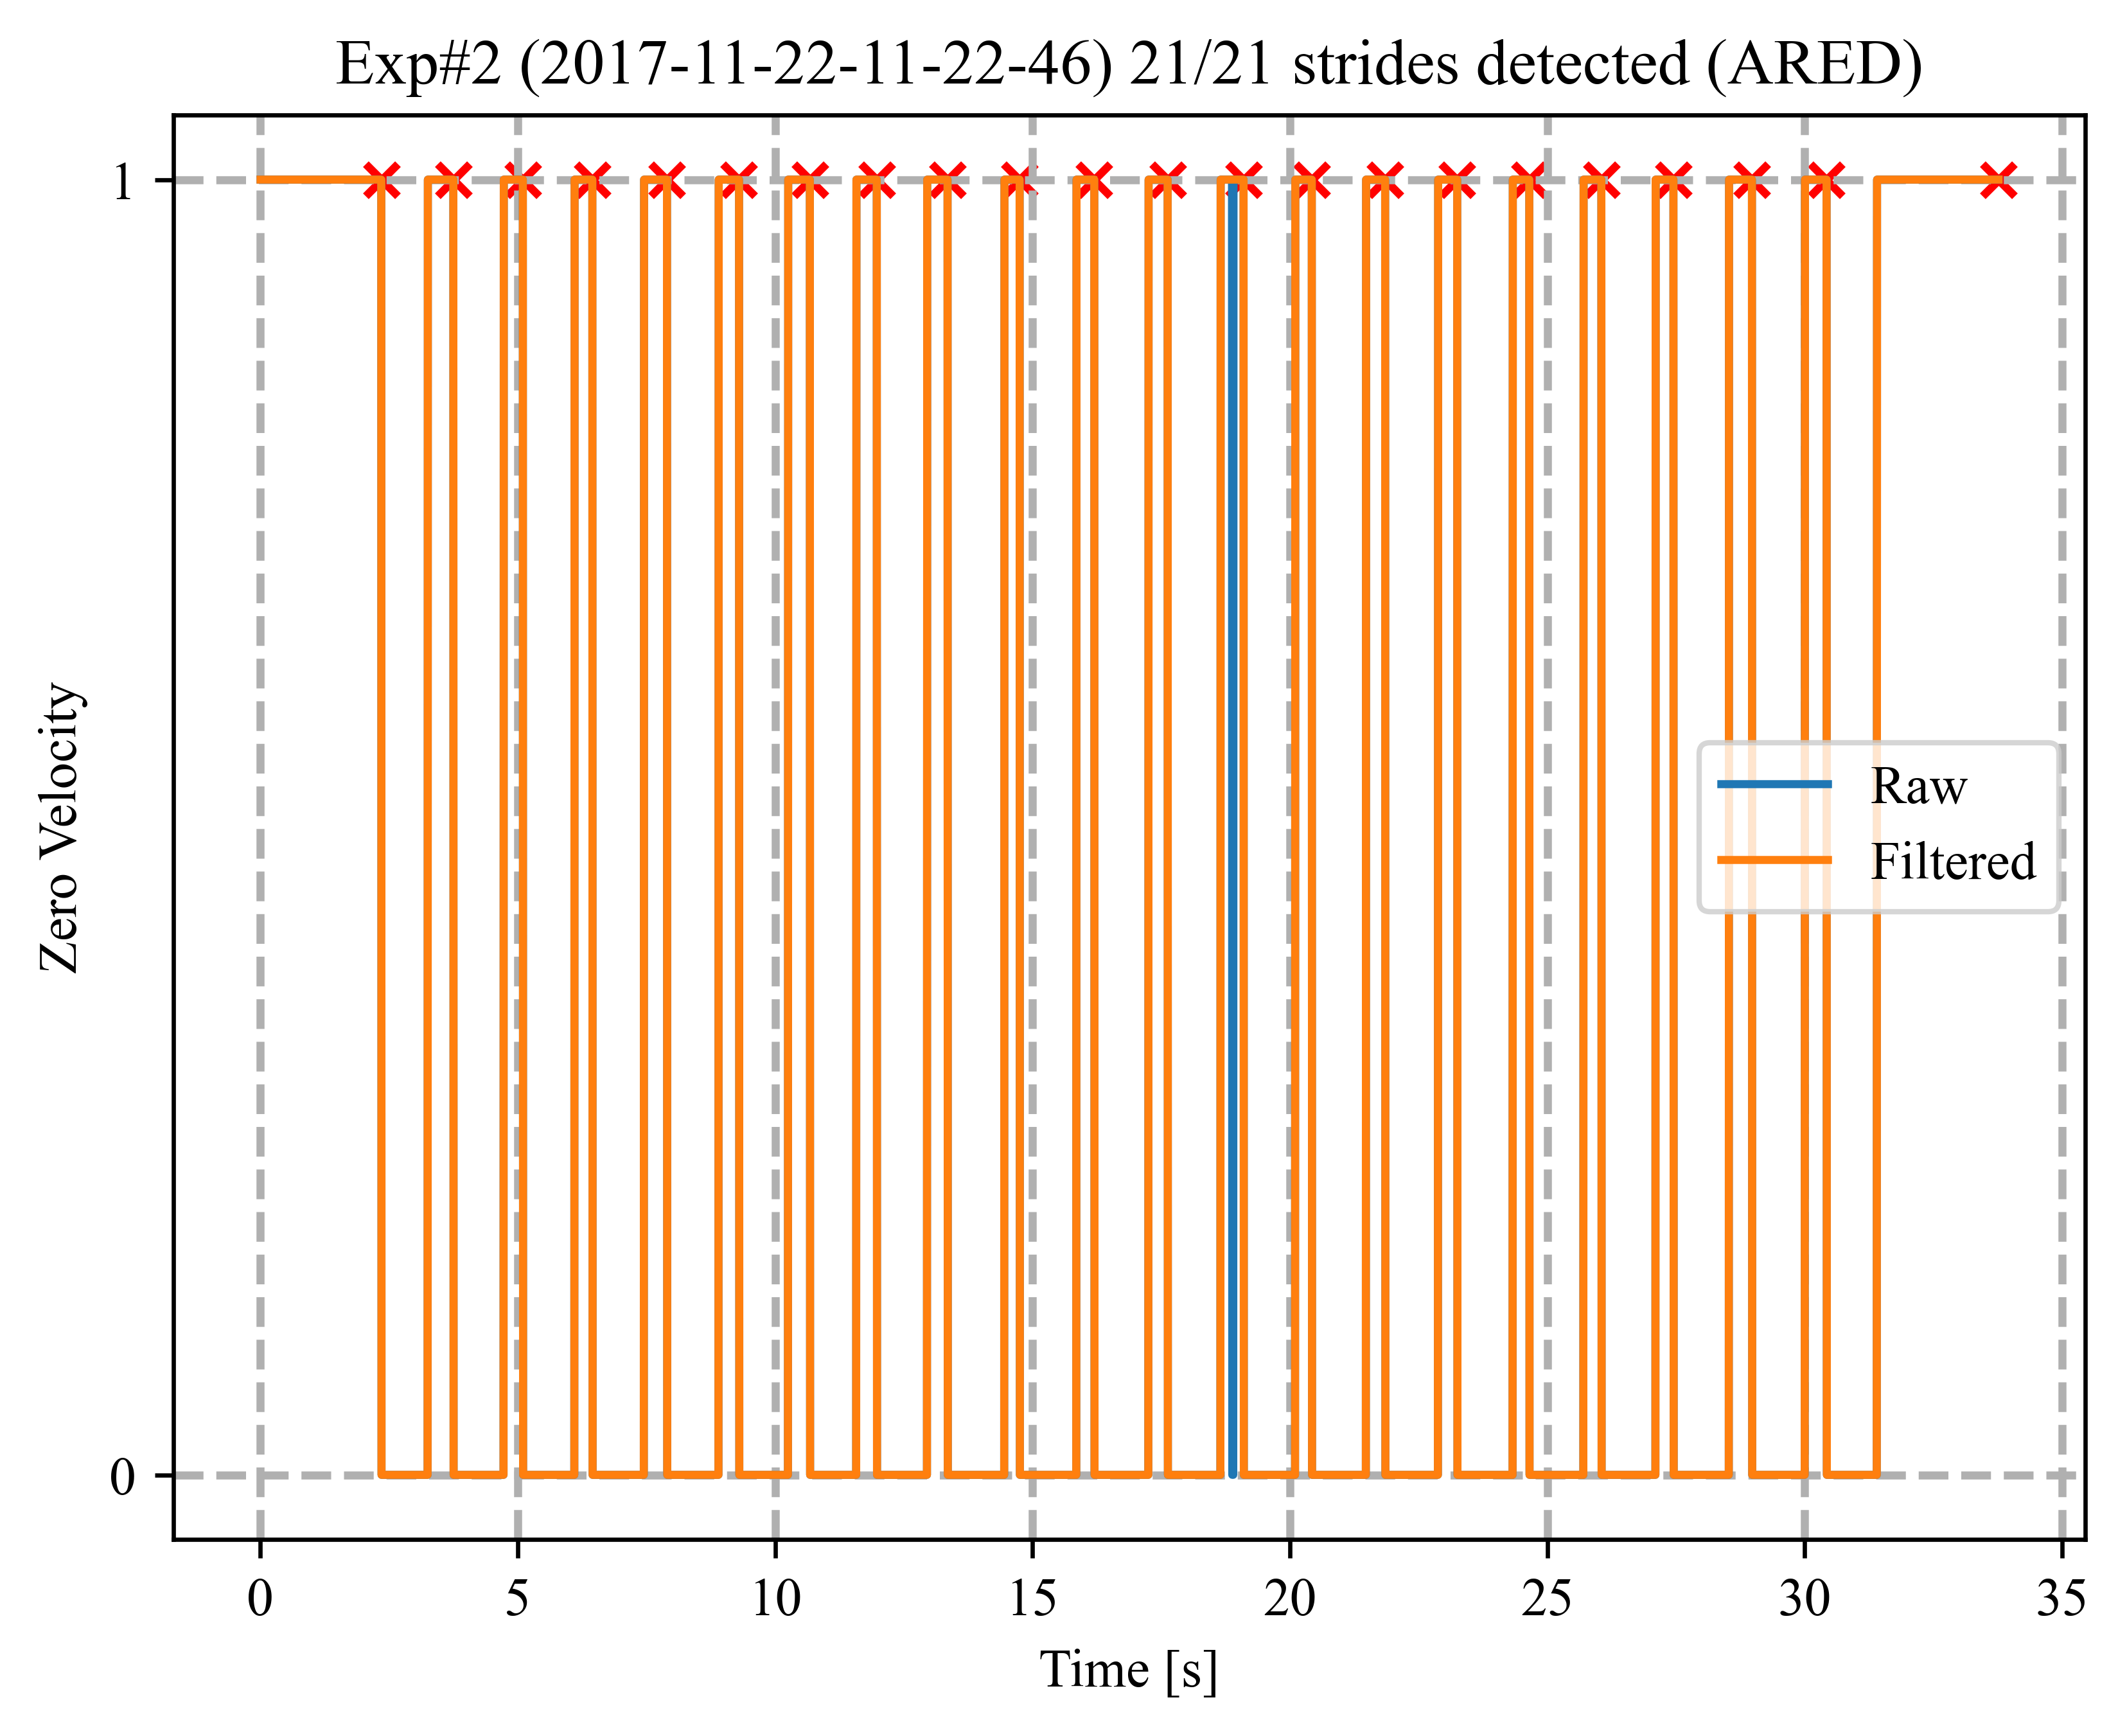 Exp#2 (2017-11-22-11-22-46) 21/21 strides detected (ARED)
1
Zero Velocity
Raw
Filtered
0
0 5 10 15 20 25 30 35
Time [s]